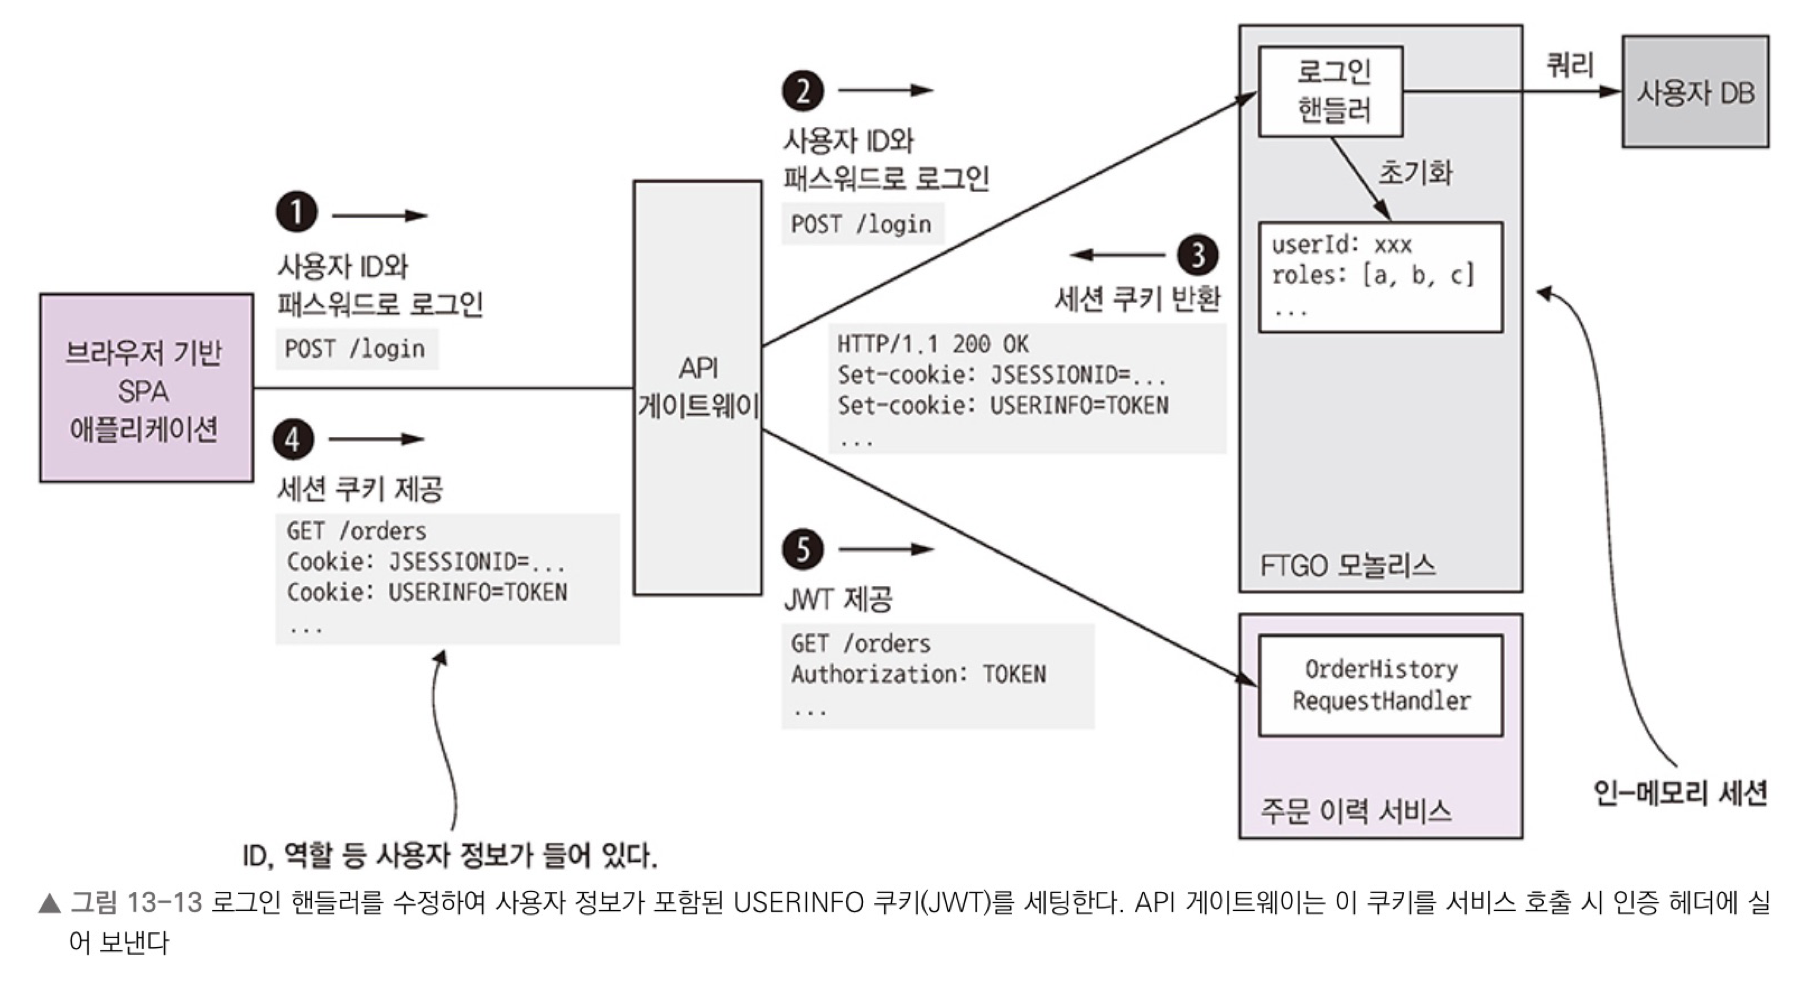 1
사용자 ID와
패스워드로 로그인
POST /login
브라우저 기반
SPA
애플리케이션
4
세션 쿠키 제공
GET /orders
Cookie: JSESSIONID=...
Cookie: USERINFO=TOKEN
...
ID, 역할 등 사용자 정보가 들어 있다.
API
게이트웨이
2
사용자 ID와
패스워드로 로그인
POST /login
3
세션 쿠키 반환
HTTP/1.1 200 OK
Set-cookie: JSESSIONID=...
Set-cookie: USERINFO=TOKEN
...
5
JWT 제공
GET /orders
Authorization: TOKEN
...
로그인
핸들러
쿼리
사용자 DB
초기화
userId: xxx
roles: [a, b, c]
...
FTGO 모놀리스
OrderHistory
RequestHandler
주문 이력 서비스
인-메모리 세션
▲ 그림 13-13 로그인 핸들러를 수정하여 사용자 정보가 포함된 USERINFO 쿠키(JWT)를 세팅한다. API 게이트웨이는 이 쿠키를 서비스 호출 시 인증 헤더에 실
어 보낸다